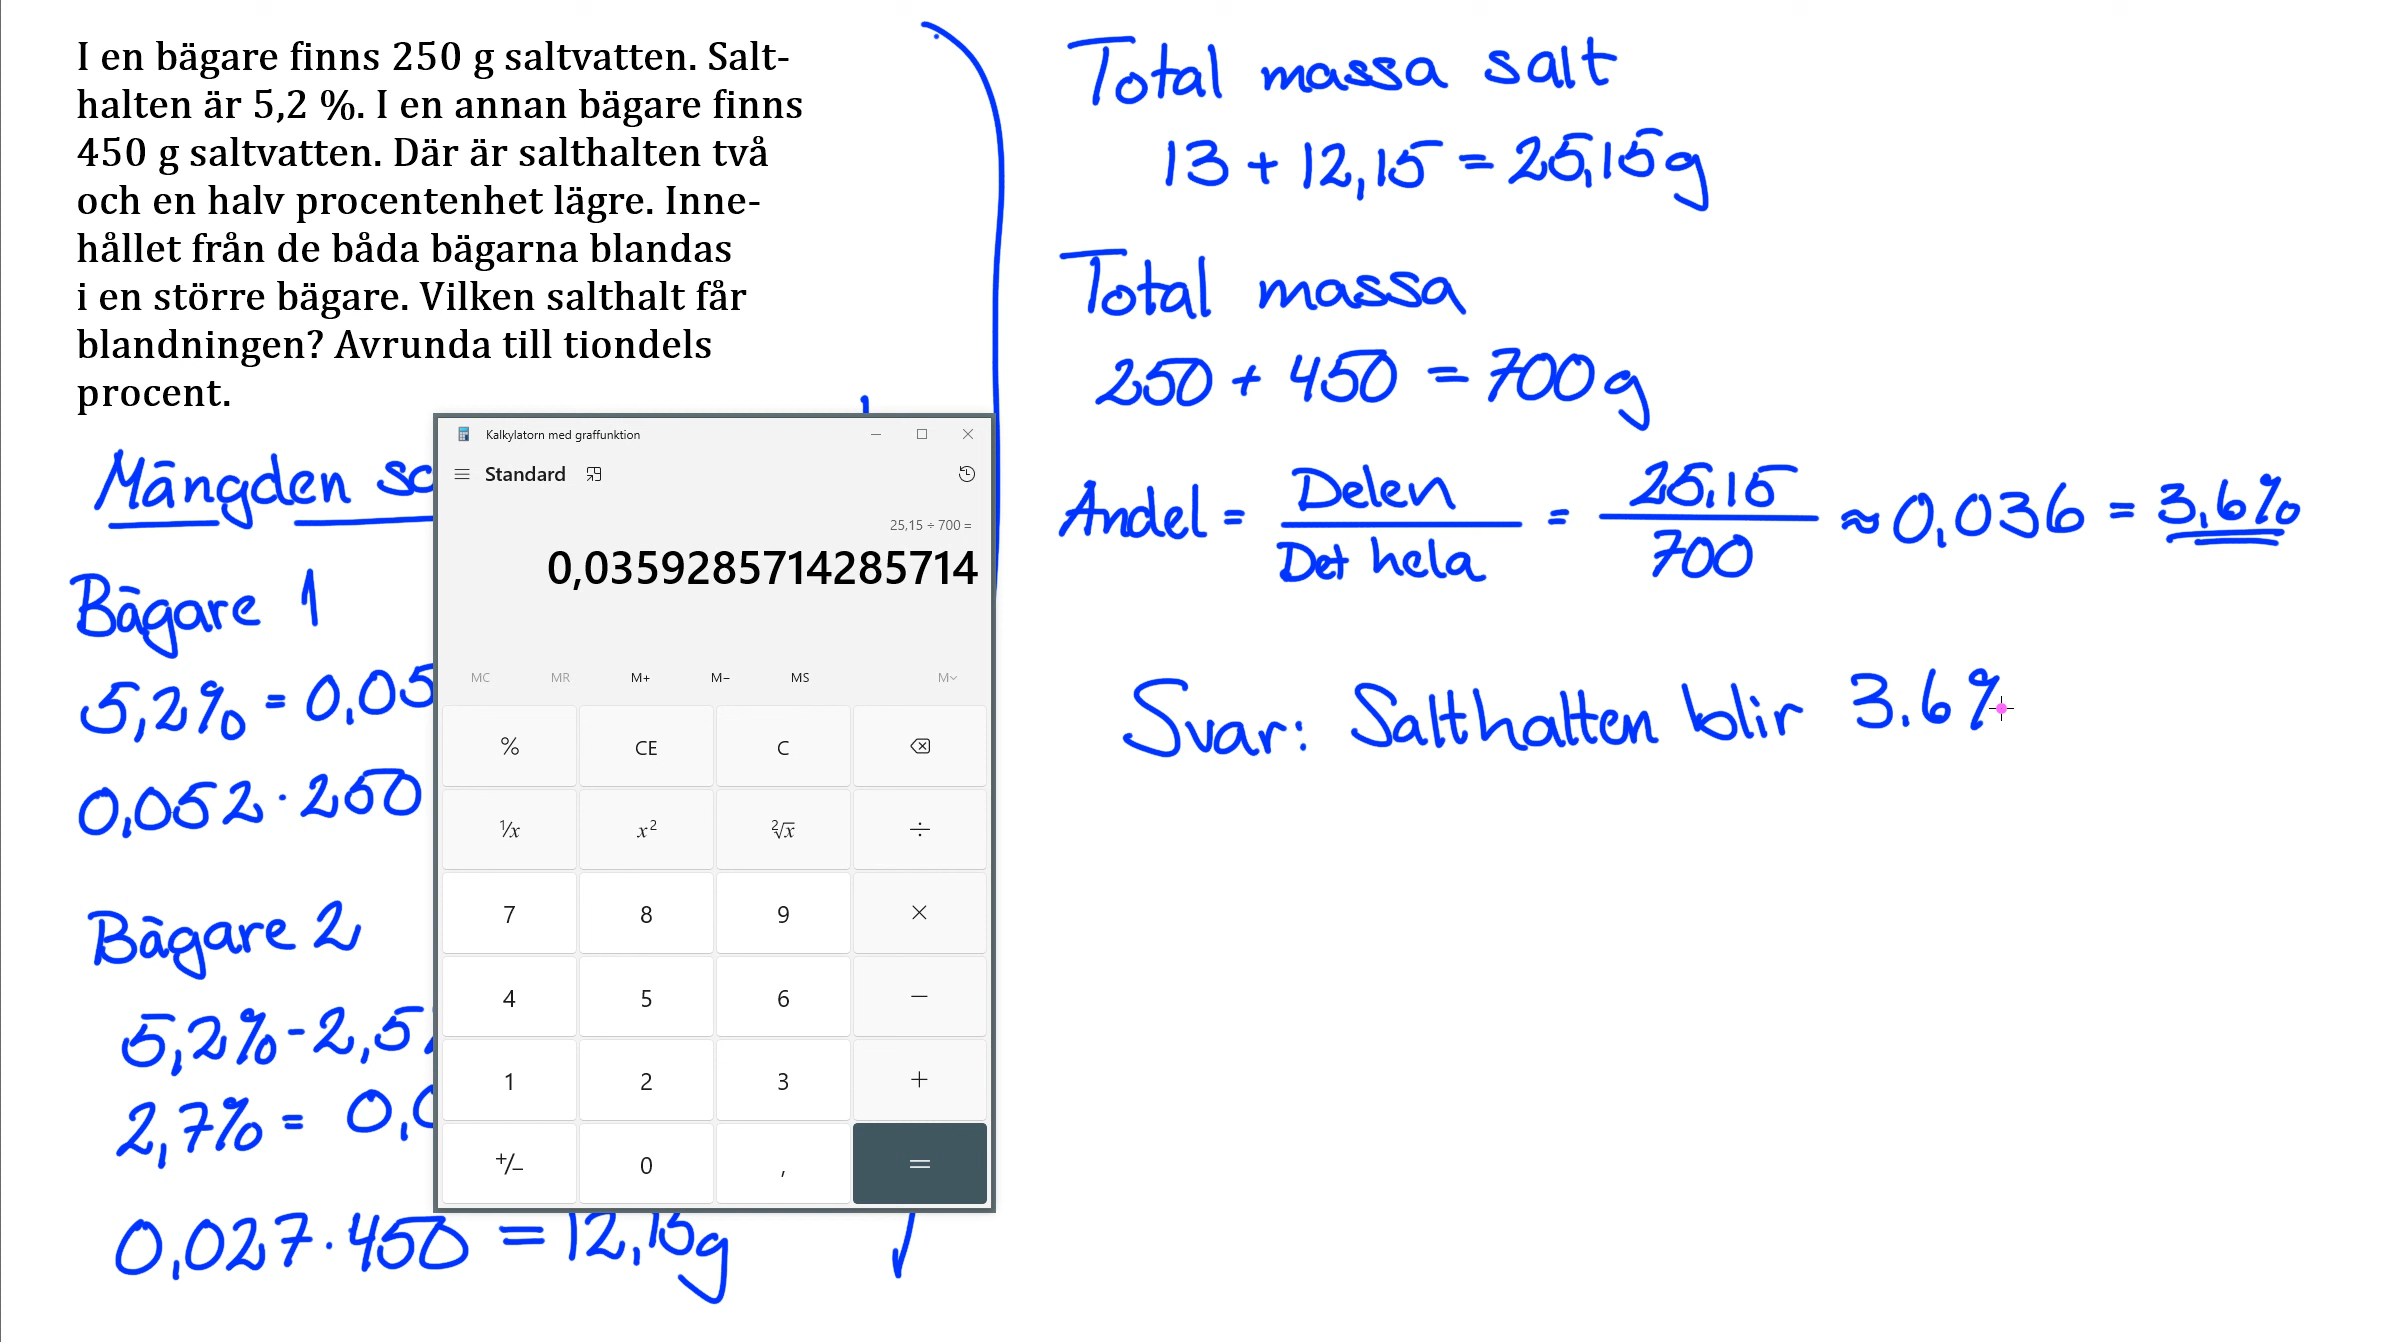 I en bägare finns 250 g saltvatten. Salt-
halten är 5,2 %. I en annan bägare finns
450 g saltvatten. Där är salthalten två
och en halv procentenhet lägre. Inne-
hållet från de båda bägarna blandas
i en större bägare. Vilken salthalt får
blandningen? Avrunda till tiondels
procent.
Mängden
Bägare 1
5,2% = 0,05
0,052 · 250
Bägare 2
5,2% - 2,5
2,7% = 0,0
0,027 · 450 = 12,15g
Kalkylatorn med graffunktion
Standard
25,15 ÷ 700 =
0,0359285714285714
MC MR M+ M− MS M
% CE C
¹/x x² ²√x ÷
7 8 9 ×
4 5 6 −
1 2 3 +
+/− 0 , =
Total massa salt
13 + 12,15 = 25,15g
Total massa
250 + 450 = 700g
Andel = Delen / Det hela = 25,15 / 700 ≈ 0,036 = 3,6%
Svar: Salthalten blir 3.6%